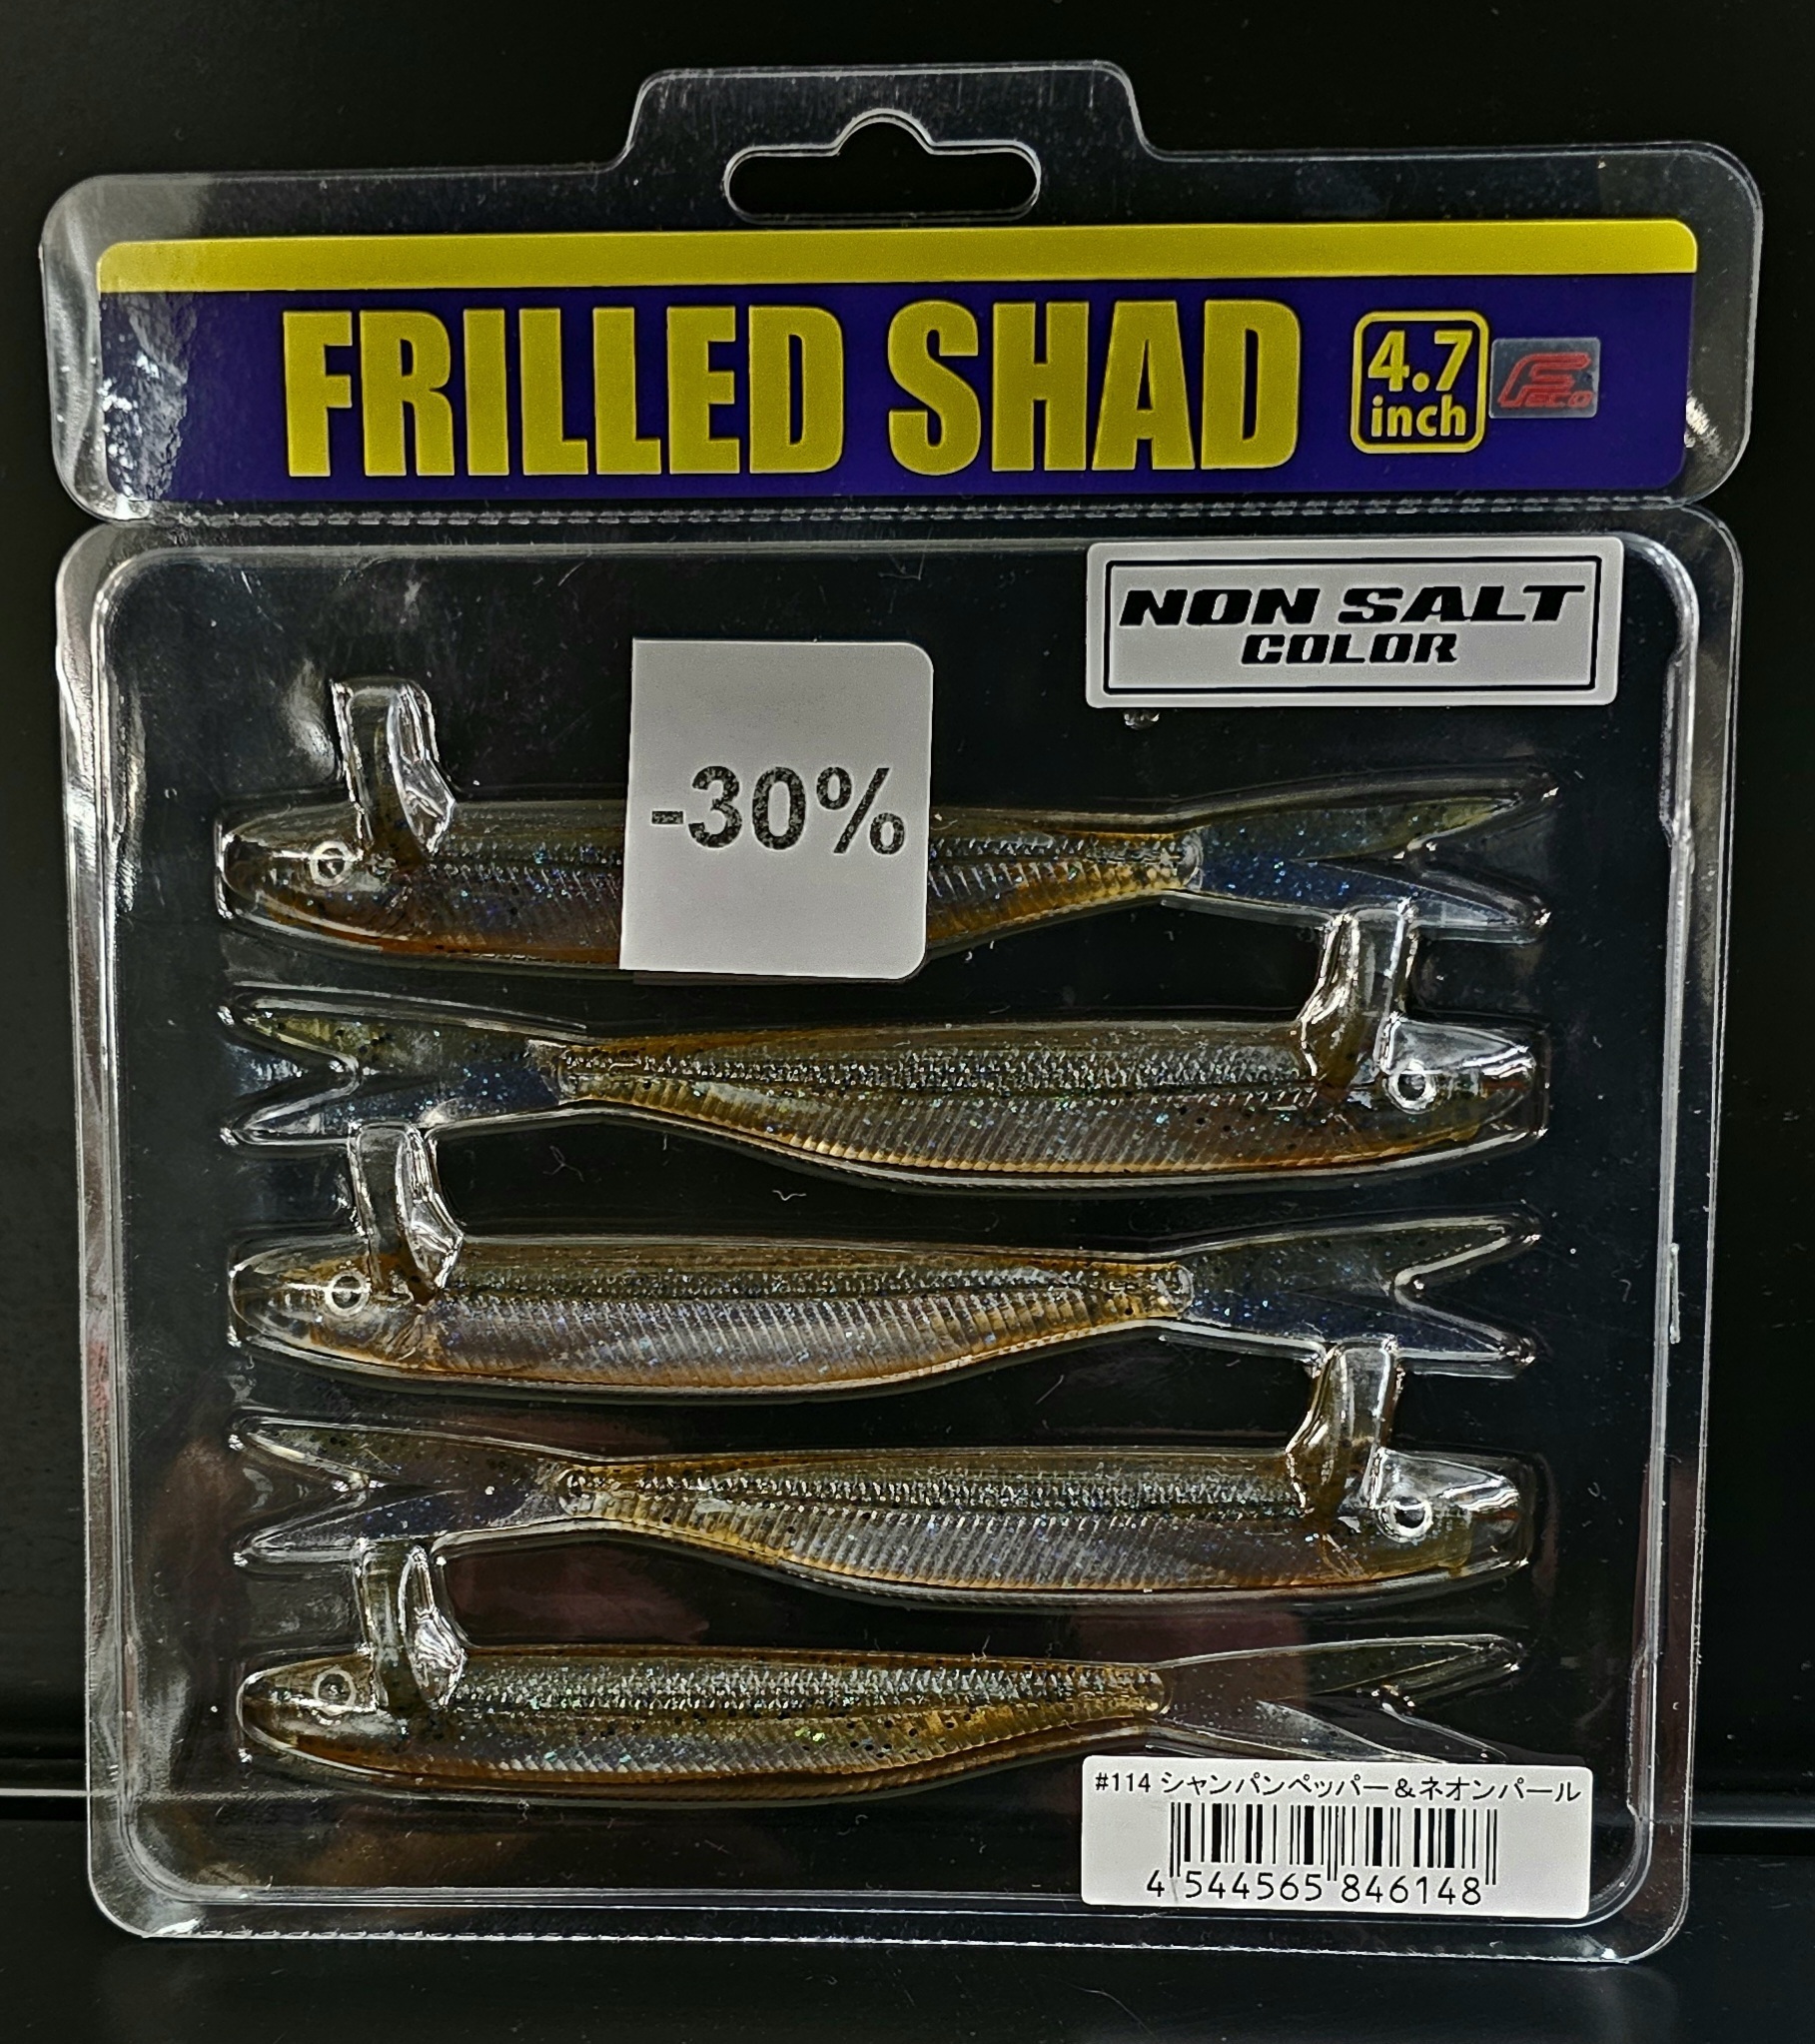 FRILLED SHAD
4.7
inch
FECO
NON SALT
COLOR
-30%
#114 シャンパンペッパー&ネオンパール
4 544565 846148